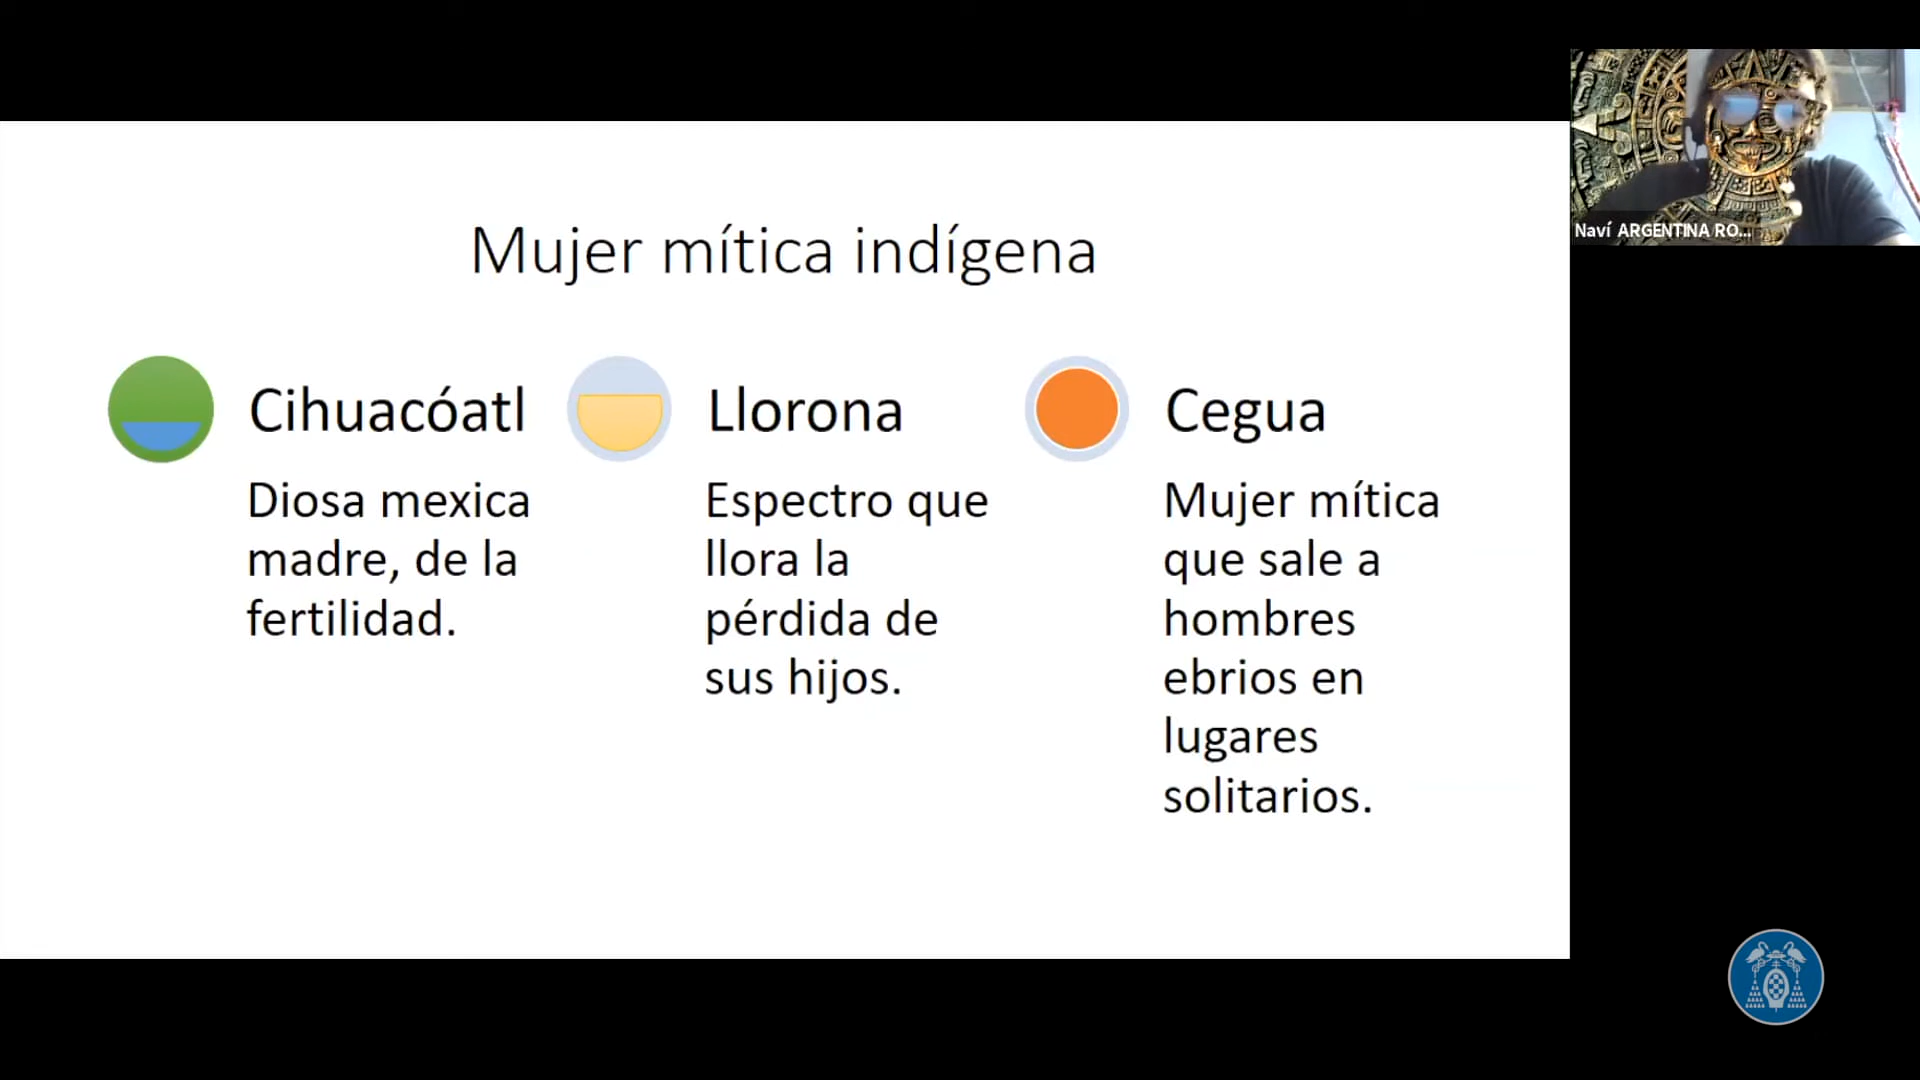 Mujer mítica indígena
Cihuacóatl
Diosa mexica
madre, de la
fertilidad.
Llorona
Espectro que
llora la
pérdida de
sus hijos.
Cegua
Mujer mítica
que sale a
hombres
ebrios en
lugares
solitarios.
Naví ARGENTINA RO...